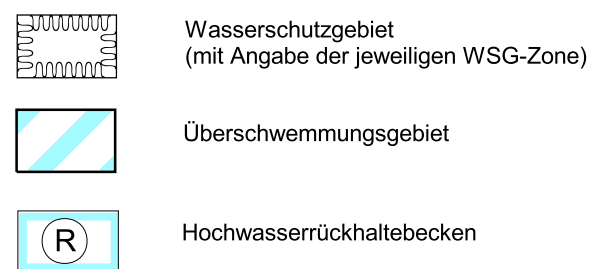 Wasserschutzgebiet
(mit Angabe der jeweiligen WSG-Zone)
Überschwemmungsgebiet
R
Hochwasserrückhaltebecken